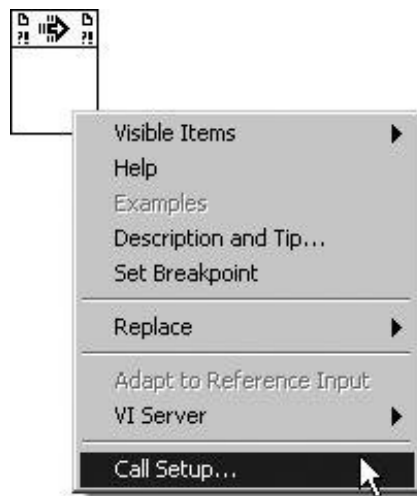 ?! ?!
Visible Items
Help
Examples
Description and Tip...
Set Breakpoint
Replace
Adapt to Reference Input
VI Server
Call Setup...